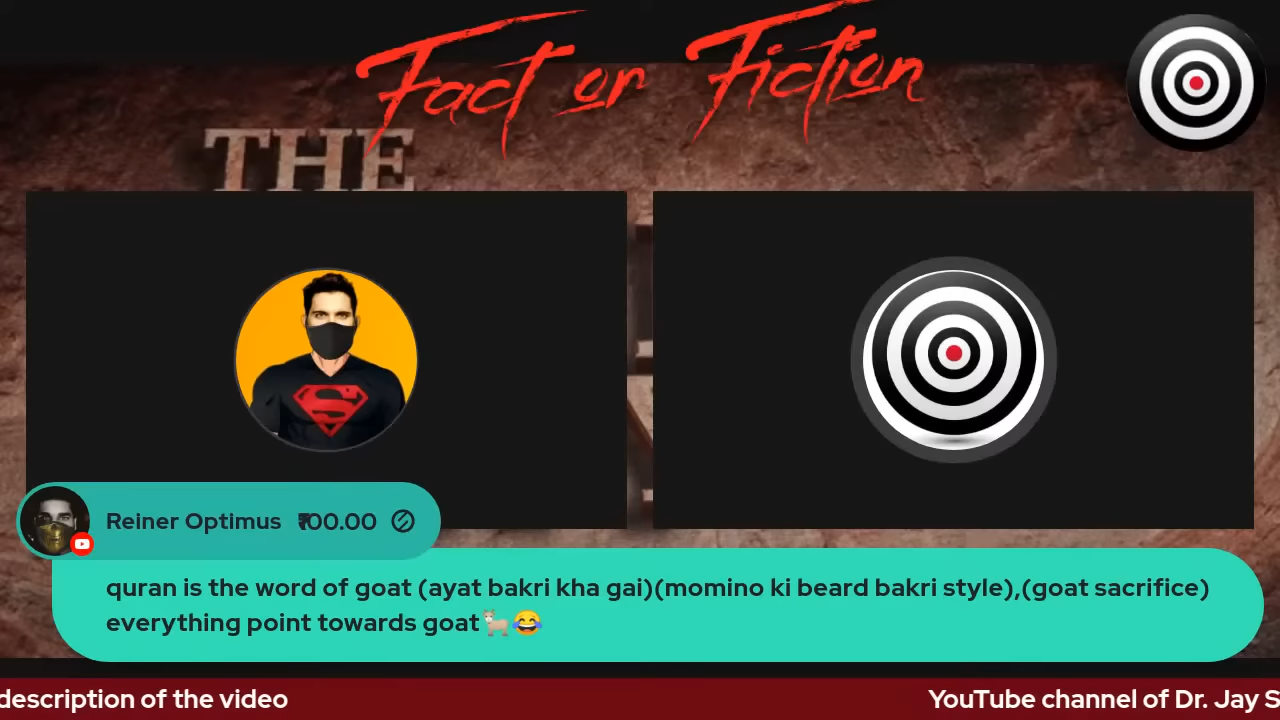 Fact or Fiction
THE
Reiner Optimus ₹100.00
quran is the word of goat (ayat bakri kha gai)(momino ki beard bakri style),(goat sacrifice)
everything point towards goat🐐😂
description of the video
YouTube channel of Dr. Jay S